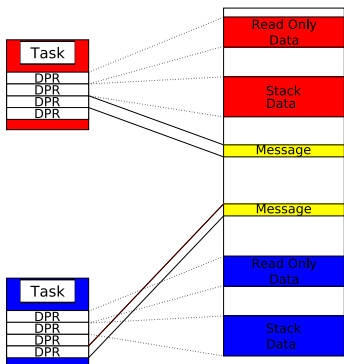 Task
DPR
DPR
DPR
DPR
Read Only
Data
Stack
Data
Message
Message
Task
DPR
DPR
DPR
DPR
Read Only
Data
Stack
Data